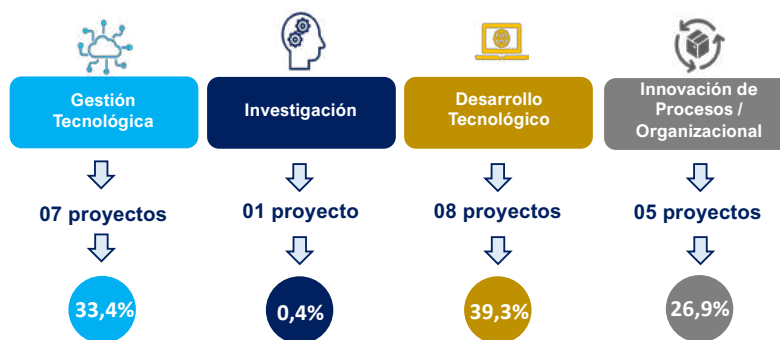 Gestión
Tecnológica
Investigación
Desarrollo
Tecnológico
Innovación de
Procesos /
Organizacional
07 proyectos
01 proyecto
08 proyectos
05 proyectos
33,4%
0,4%
39,3%
26,9%